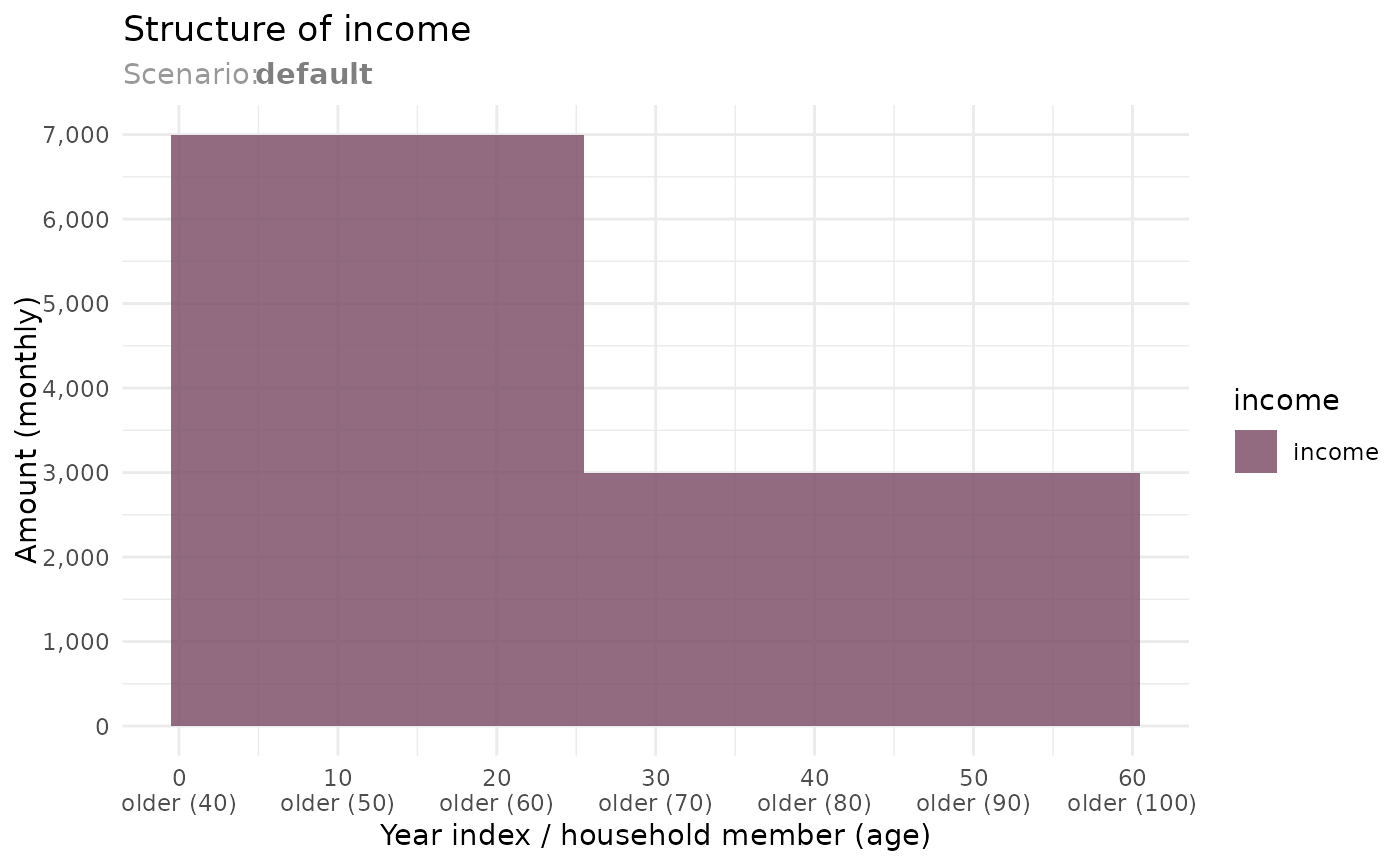 Structure of income
Scenario: default
7,000
6,000
5,000
4,000
3,000
2,000
1,000
0
Amount (monthly)
0
older (40)
10
older (50)
20
older (60)
30
older (70)
40
older (80)
50
older (90)
60
older (100)
Year index / household member (age)
income
income